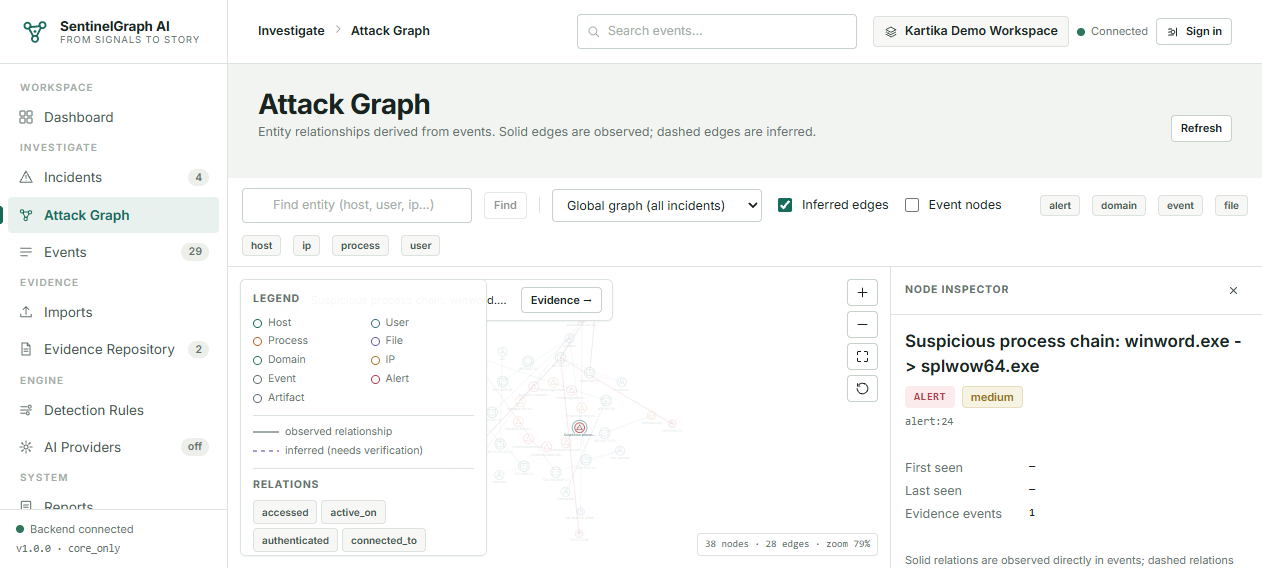 SentinelGraph AI
FROM SIGNALS TO STORY
Investigate > Attack Graph
Search events...
Kartika Demo Workspace
Connected
Sign in
WORKSPACE
Dashboard
INVESTIGATE
Incidents 4
Attack Graph
Events 29
EVIDENCE
Imports
Evidence Repository 2
ENGINE
Detection Rules
AI Providers off
SYSTEM
Reports
Backend connected
v1.0.0 · core_only
Attack Graph
Entity relationships derived from events. Solid edges are observed; dashed edges are inferred.
Refresh
Find entity (host, user, ip...)
Find
Global graph (all incidents)
Inferred edges
Event nodes
alert domain event file
host ip process user
LEGEND
Suspicious process chain: winword....
Evidence →
Host User
Process File
Domain IP
Event Alert
Artifact
observed relationship
inferred (needs verification)
RELATIONS
accessed active_on
authenticated connected_to
38 nodes · 28 edges · zoom 79%
NODE INSPECTOR
Suspicious process chain: winword.exe -
> splwow64.exe
ALERT medium
alert:24
First seen –
Last seen –
Evidence events 1
Solid relations are observed directly in events; dashed relations